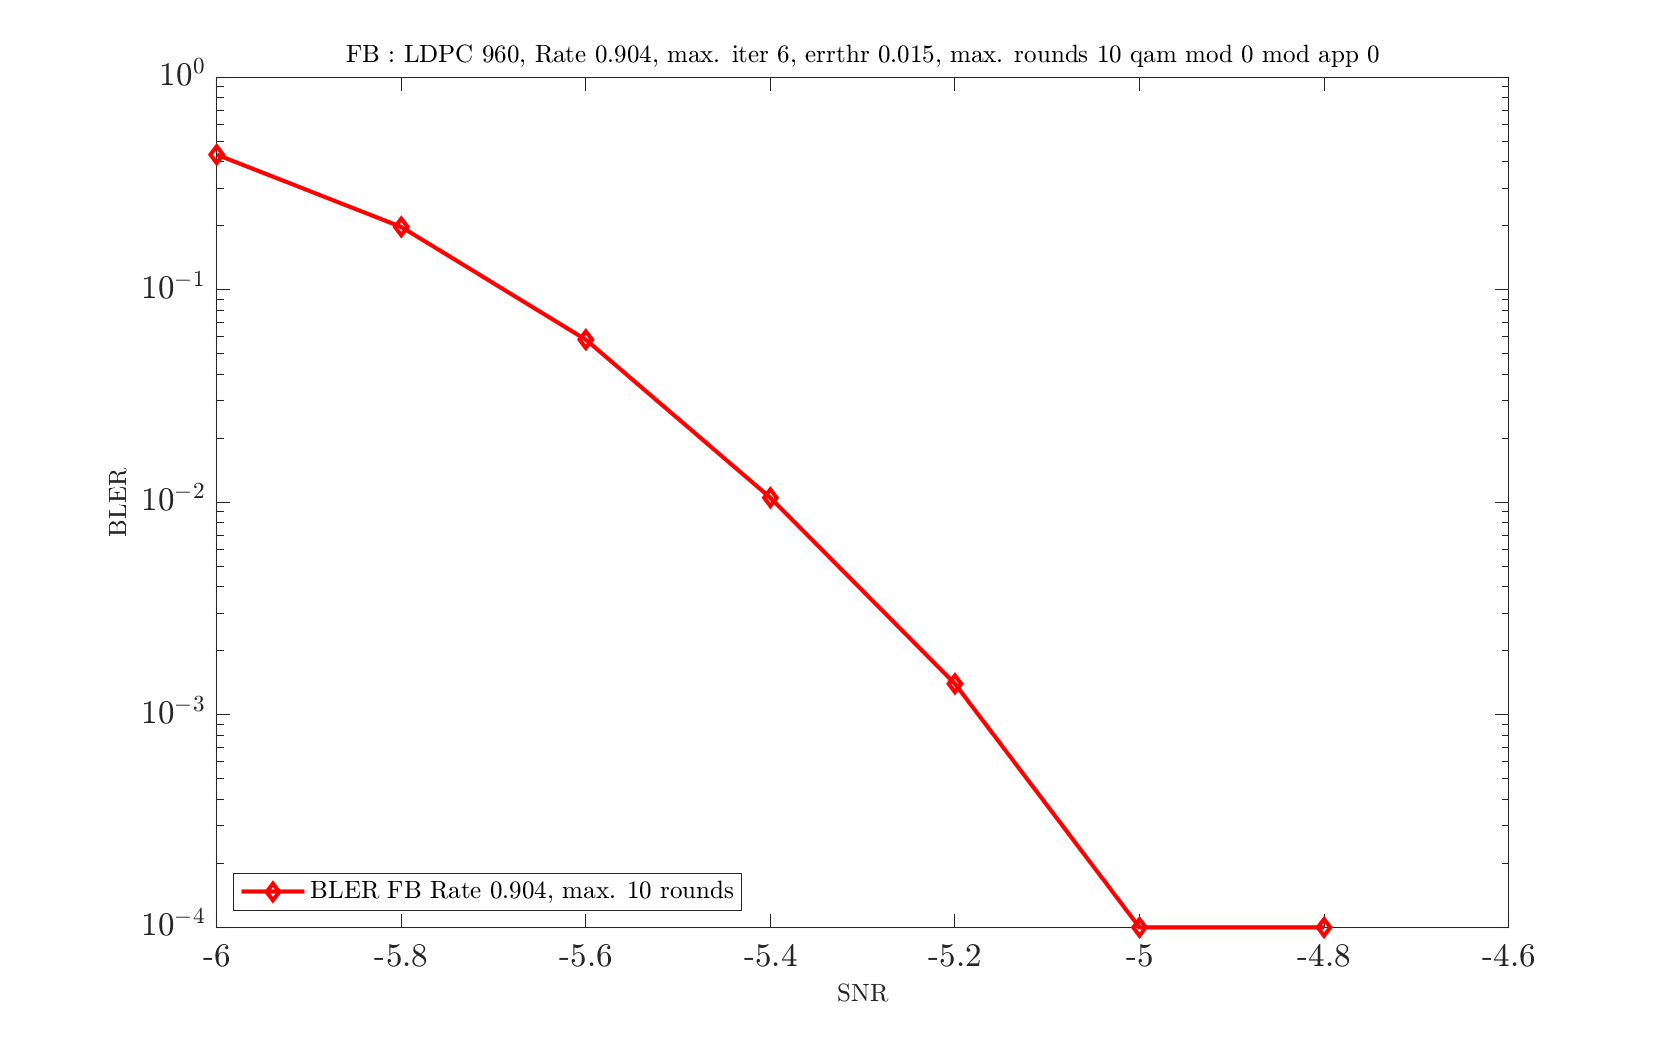 FB : LDPC 960, Rate 0.904, max. iter 6, errthr 0.015, max. rounds 10 qam mod 0 mod app 0
10^0
10^-1
10^-2
10^-3
10^-4
BLER
BLER FB Rate 0.904, max. 10 rounds
-6 -5.8 -5.6 -5.4 -5.2 -5 -4.8 -4.6
SNR